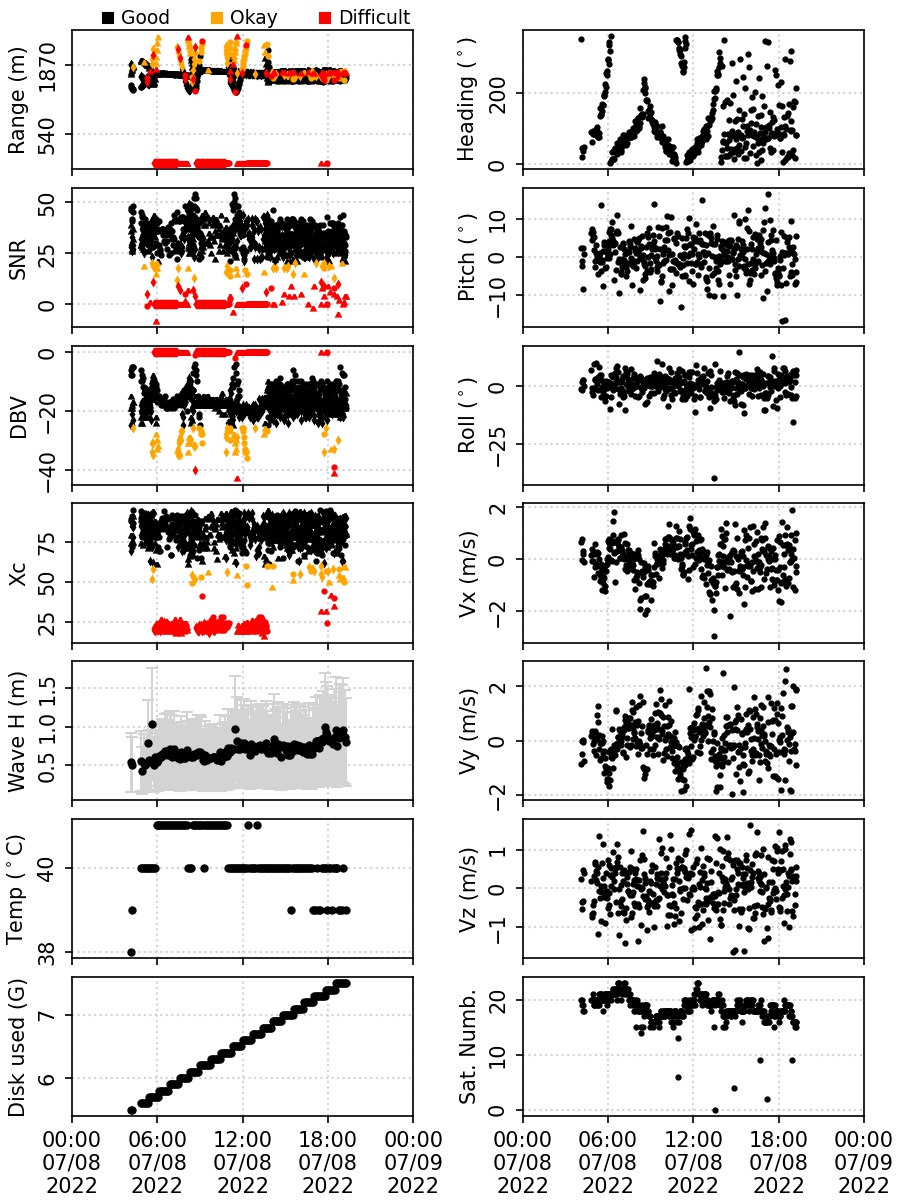 Good Okay Difficult
Range (m)
1870
540
Heading (°)
200
0
SNR
50
25
0
Pitch (°)
10
0
−10
DBV
0
−20
−40
Roll (°)
0
−25
Xc
75
50
25
Vx (m/s)
2
0
−2
Wave H (m)
1.5
1.0
0.5
Vy (m/s)
2
0
−2
Temp (°C)
40
38
Vz (m/s)
1
0
−1
Disk used (G)
7
6
Sat. Numb.
20
10
0
00:00 06:00 12:00 18:00 00:00 00:00 06:00 12:00 18:00 00:00
07/08 07/08 07/08 07/08 07/09 07/08 07/08 07/08 07/08 07/09
2022 2022 2022 2022 2022 2022 2022 2022 2022 2022